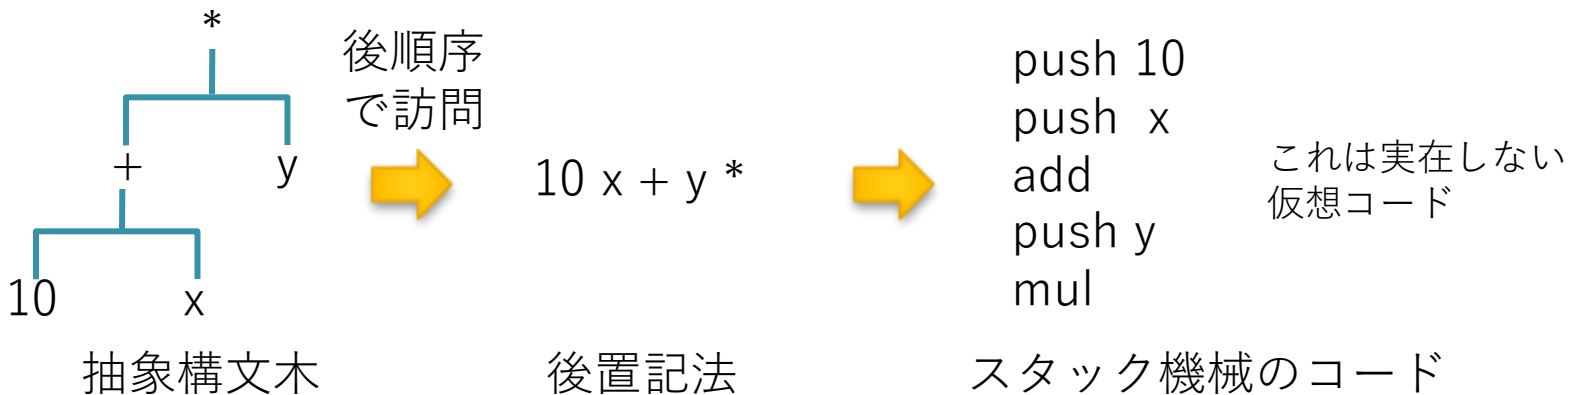 *
+ y
10 x
抽象構文木
後順序
で訪問
10 x + y *
後置記法
push 10
push x
add
push y
mul
これは実在しない
仮想コード
スタック機械のコード